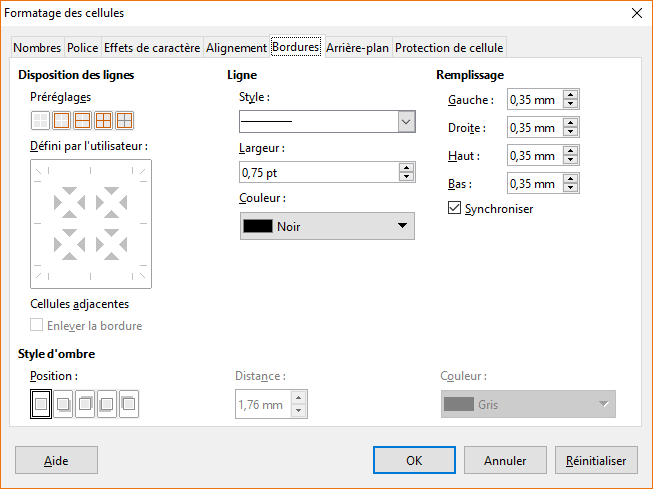 Formatage des cellules
Nombres Police Effets de caractère Alignement Bordures Arrière-plan Protection de cellule
Disposition des lignes Ligne Remplissage
Préréglages Style : Gauche : 0,35 mm
Droite : 0,35 mm
Défini par l'utilisateur : Largeur : Haut : 0,35 mm
0,75 pt Bas : 0,35 mm
Couleur : Synchroniser
Noir
Cellules adjacentes
Enlever la bordure
Style d'ombre
Position : Distance : Couleur :
1,76 mm Gris
Aide OK Annuler Réinitialiser